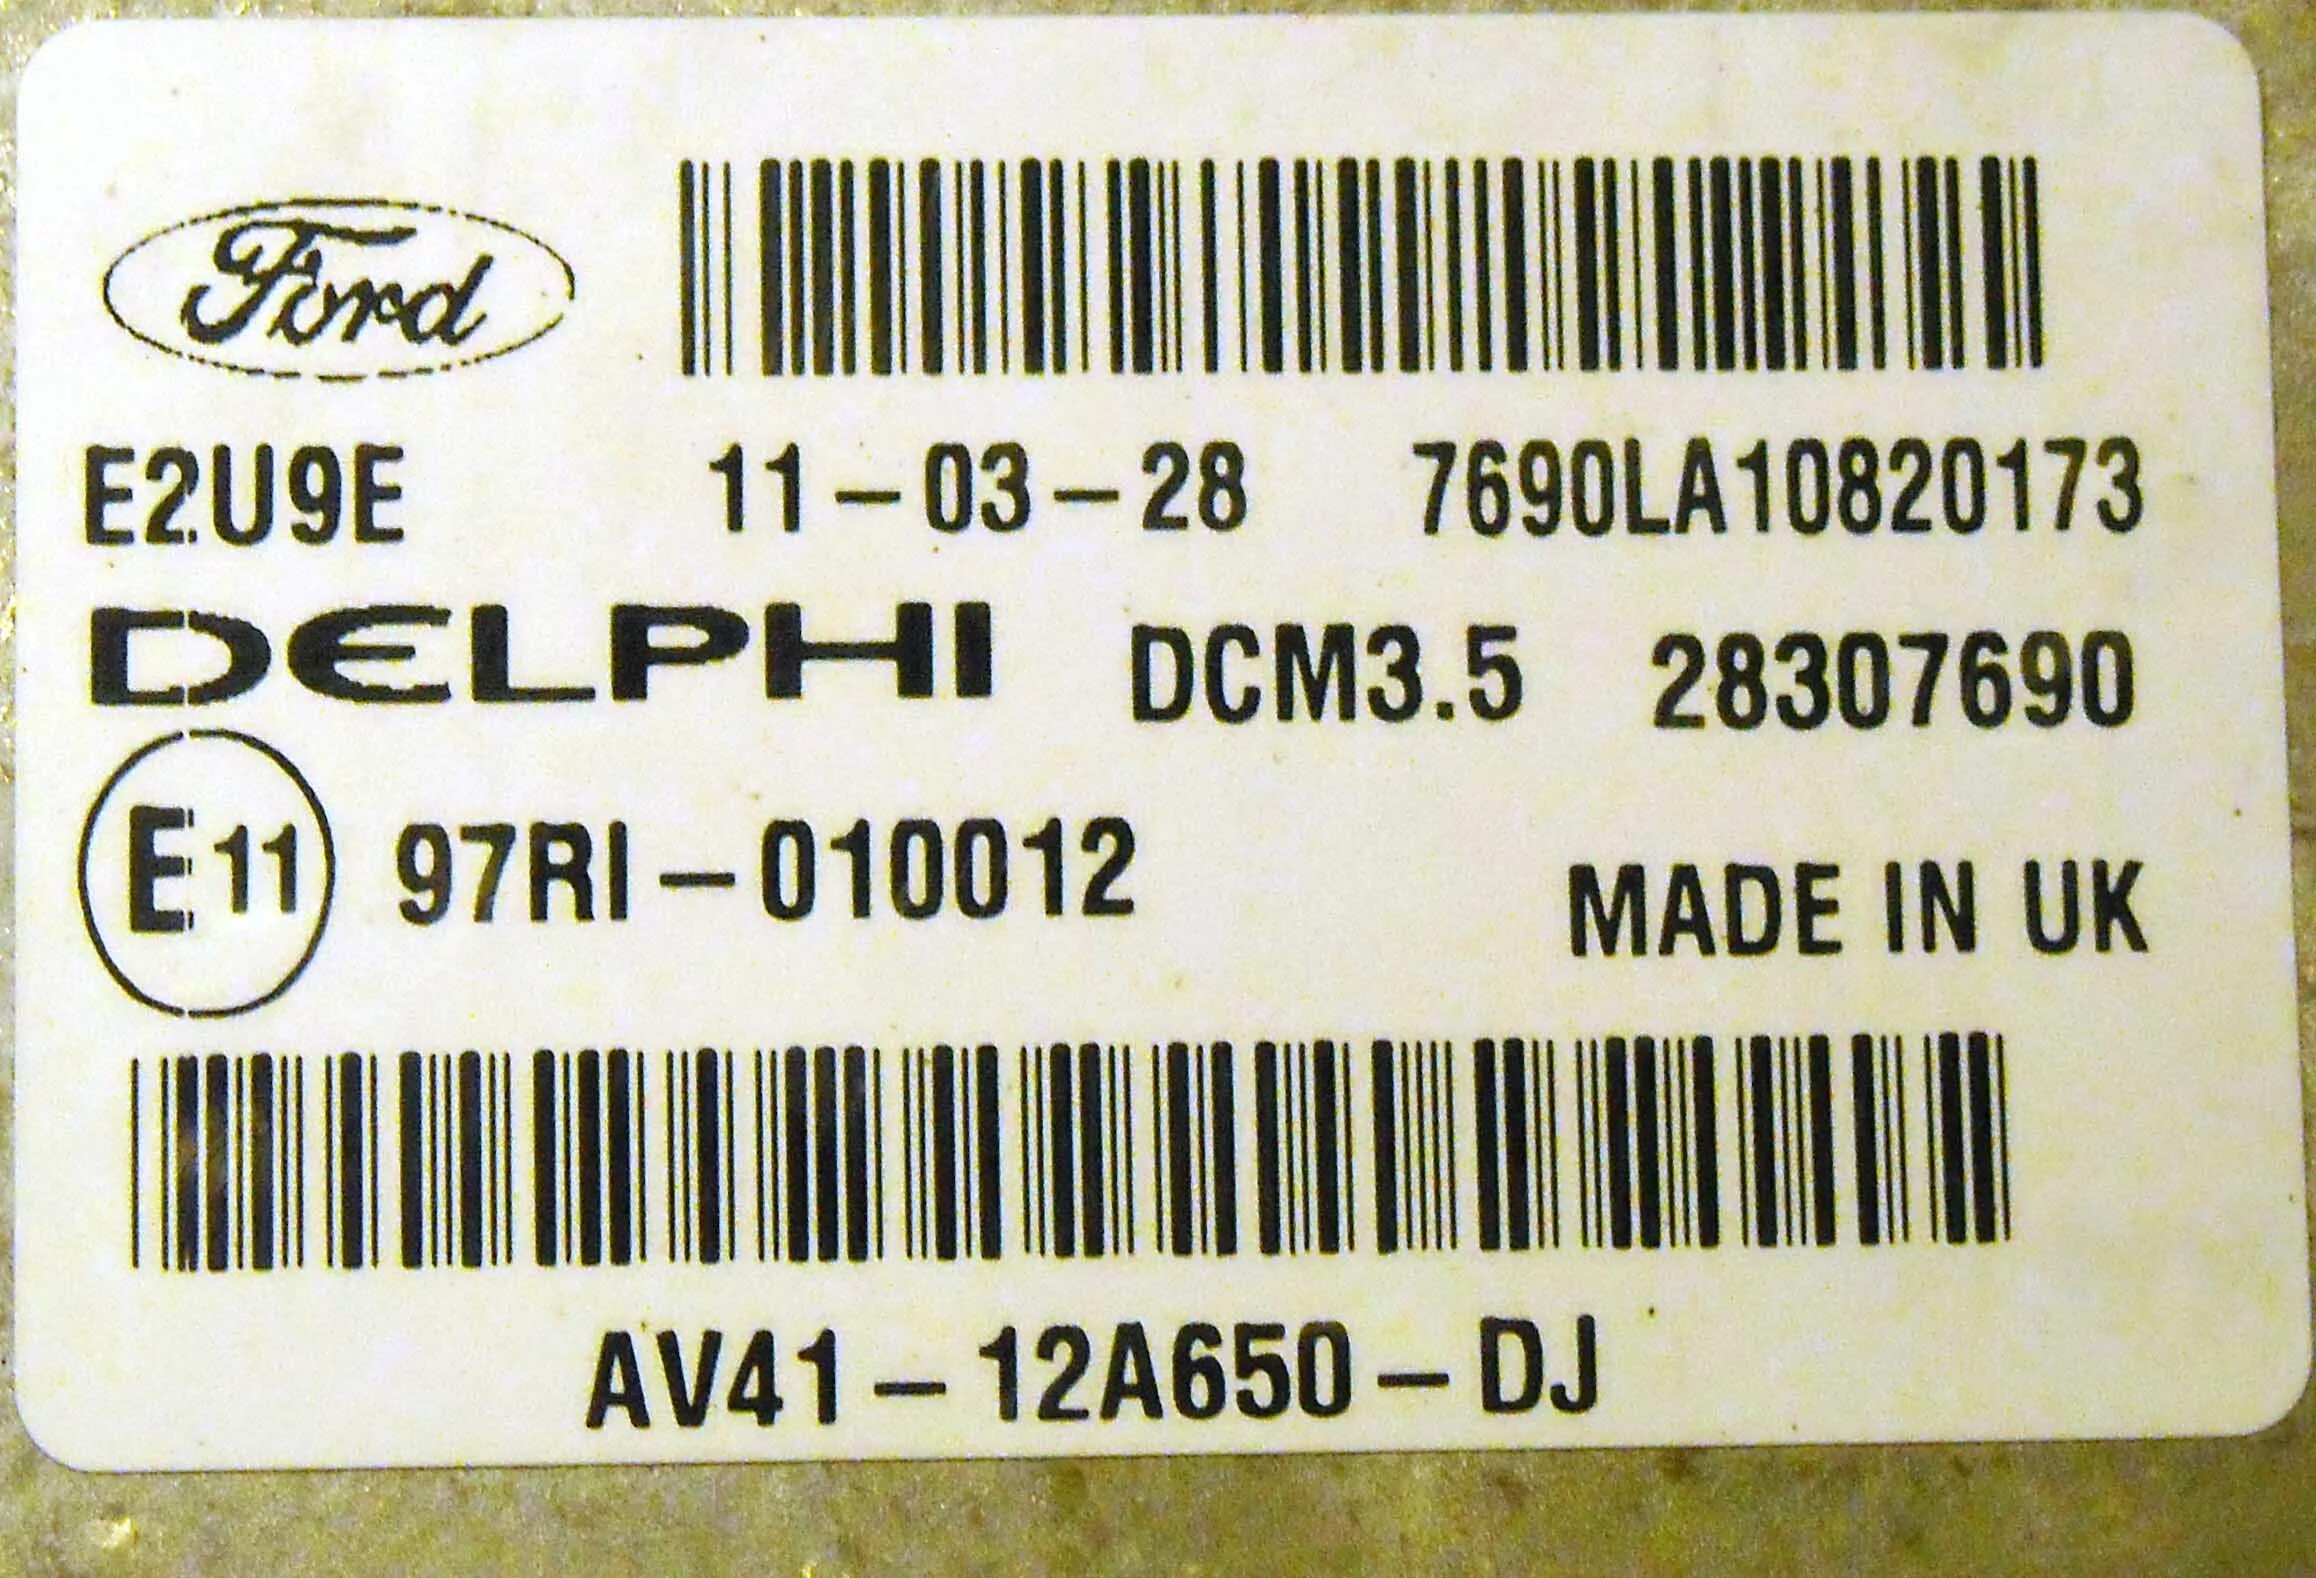 Ford
E2U9E 11-03-28 7690LA10820173
DELPHI DCM3.5 28307690
E11 97RI-010012
MADE IN UK
AV41-12A650-DJ